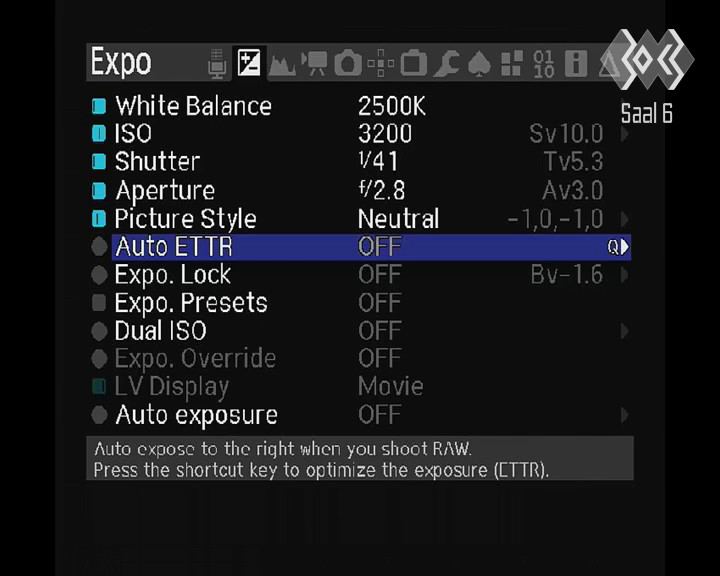 Expo
01
10
Saal 6
White Balance 2500K
ISO 3200 Sv10.0
Shutter 1/41 Tv5.3
Aperture f/2.8 Av3.0
Picture Style Neutral -1,0,-1,0
Auto ETTR OFF Q
Expo. Lock OFF Bv-1.6
Expo. Presets OFF
Dual ISO OFF
Expo. Override OFF
LV Display Movie
Auto exposure OFF
Auto expose to the right when you shoot RAW.
Press the shortcut key to optimize the exposure (ETTR).